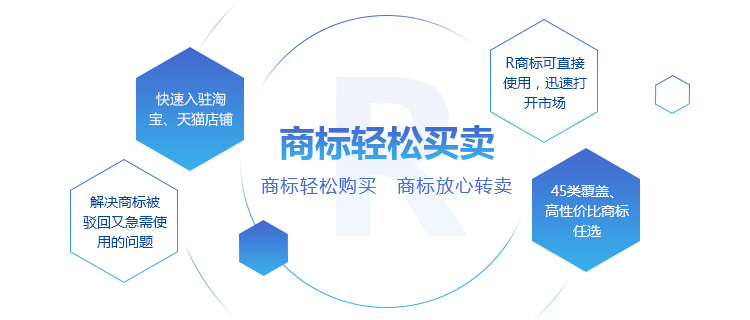 快速入驻淘
宝、天猫店铺
R商标可直接
使用，迅速打
开市场
R
商标轻松买卖
商标轻松购买 商标放心转卖
解决商标被
驳回又急需使
用的问题
45类覆盖、
高性价比商标
任选